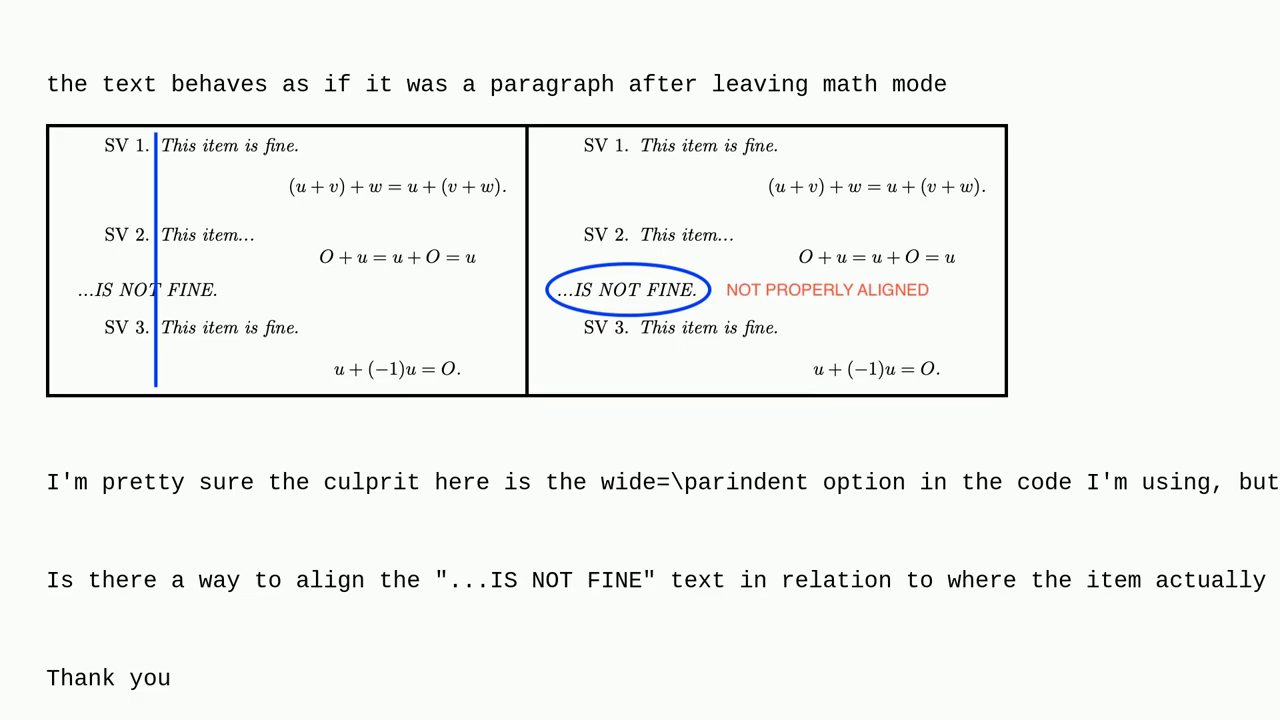 the text behaves as if it was a paragraph after leaving math mode
SV 1. This item is fine.
(u + v) + w = u + (v + w).
SV 2. This item...
O + u = u + O = u
...IS NOT FINE.
SV 3. This item is fine.
u + (−1)u = O.
SV 1. This item is fine.
(u + v) + w = u + (v + w).
SV 2. This item...
O + u = u + O = u
...IS NOT FINE. NOT PROPERLY ALIGNED
SV 3. This item is fine.
u + (−1)u = O.
I'm pretty sure the culprit here is the wide=\parindent option in the code I'm using, but
Is there a way to align the "...IS NOT FINE" text in relation to where the item actually
Thank you